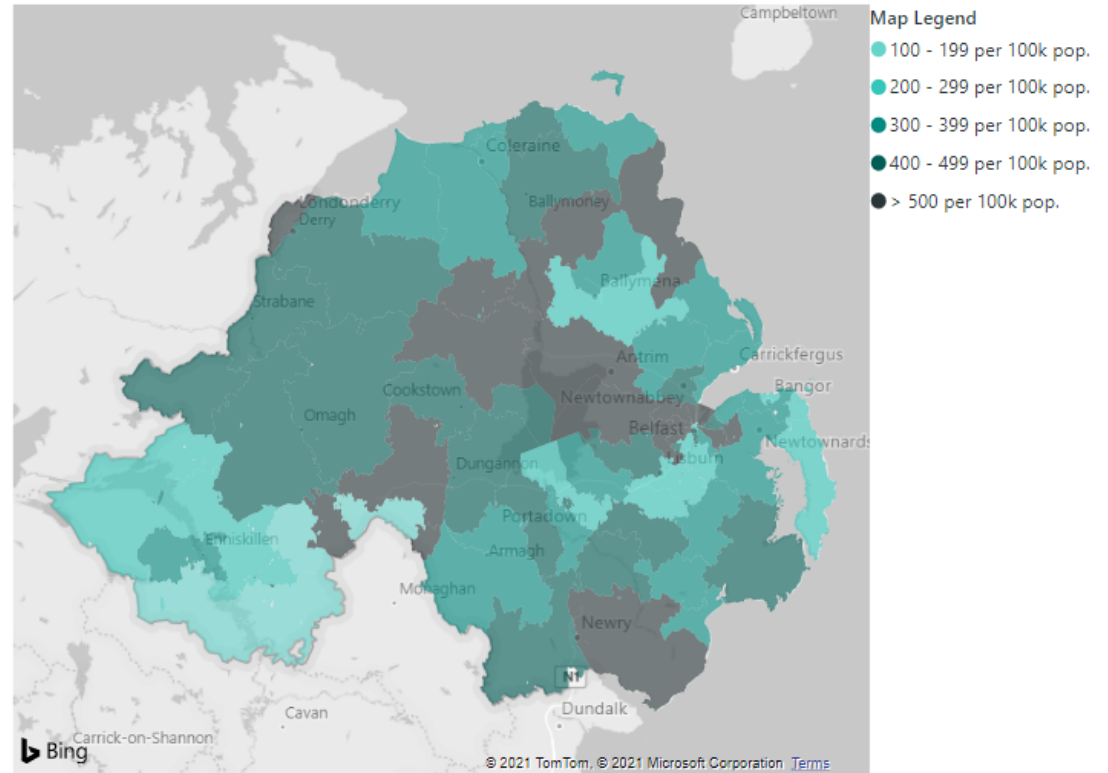 Campbeltown
Map Legend
100 - 199 per 100k pop.
200 - 299 per 100k pop.
300 - 399 per 100k pop.
400 - 499 per 100k pop.
> 500 per 100k pop.
Coleraine
Londonderry
Derry
Ballymoney
Ballymena
Strabane
Antrim
Carrickfergus
Cookstown
Bangor
Newtownabbey
Omagh
Belfast
Newtownards
Dungannon
Lisburn
Portadown
Enniskillen
Armagh
Monaghan
Newry
N1
Dundalk
Cavan
Carrick-on-Shannon
Bing
© 2021 TomTom, © 2021 Microsoft Corporation Terms